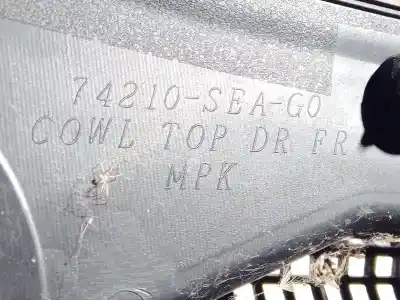 74210-SEA-G0
COWL TOP DR FR
MPK